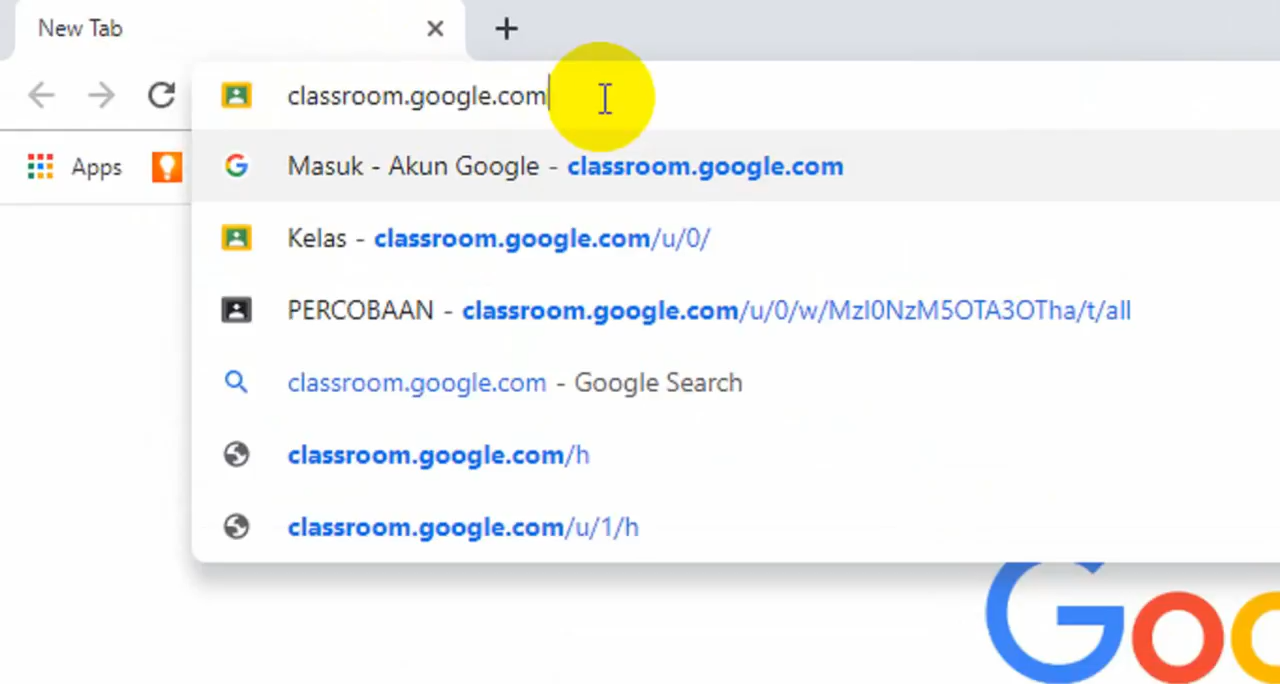 New Tab
classroom.google.com
Apps
Masuk - Akun Google - classroom.google.com
Kelas - classroom.google.com/u/0/
PERCOBAAN - classroom.google.com/u/0/w/MzI0NzM5OTA3OTha/t/all
classroom.google.com - Google Search
classroom.google.com/h
classroom.google.com/u/1/h
Goo